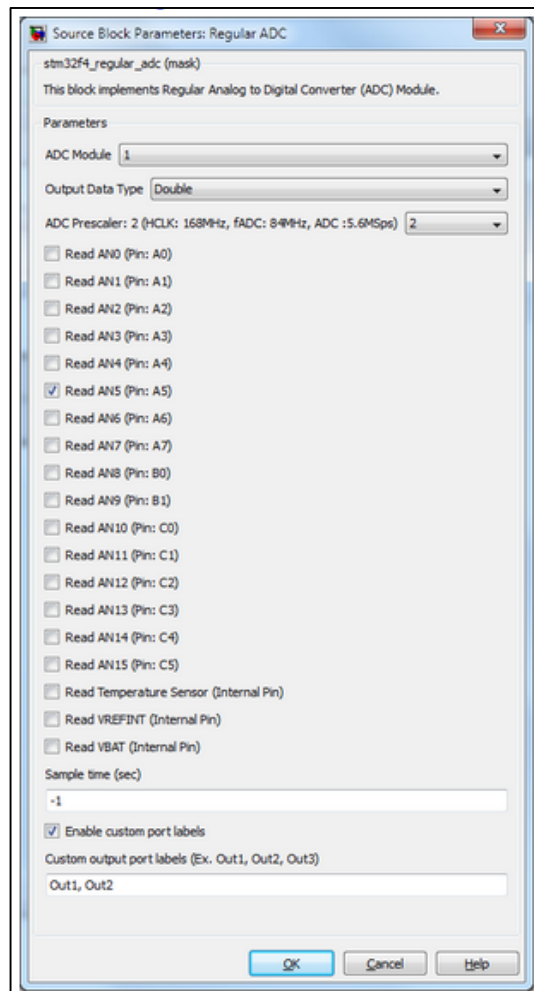 Source Block Parameters: Regular ADC
stm32f4_regular_adc (mask)
This block implements Regular Analog to Digital Converter (ADC) Module.
Parameters
ADC Module 1
Output Data Type Double
ADC Prescaler: 2 (HCLK: 168MHz, fADC: 84MHz, ADC :5.6MSps) 2
Read AN0 (Pin: A0)
Read AN1 (Pin: A1)
Read AN2 (Pin: A2)
Read AN3 (Pin: A3)
Read AN4 (Pin: A4)
Read AN5 (Pin: A5)
Read AN6 (Pin: A6)
Read AN7 (Pin: A7)
Read AN8 (Pin: B0)
Read AN9 (Pin: B1)
Read AN10 (Pin: C0)
Read AN11 (Pin: C1)
Read AN12 (Pin: C2)
Read AN13 (Pin: C3)
Read AN14 (Pin: C4)
Read AN15 (Pin: C5)
Read Temperature Sensor (Internal Pin)
Read VREFINT (Internal Pin)
Read VBAT (Internal Pin)
Sample time (sec)
-1
Enable custom port labels
Custom output port labels (Ex. Out1, Out2, Out3)
Out1, Out2
OK Cancel Help